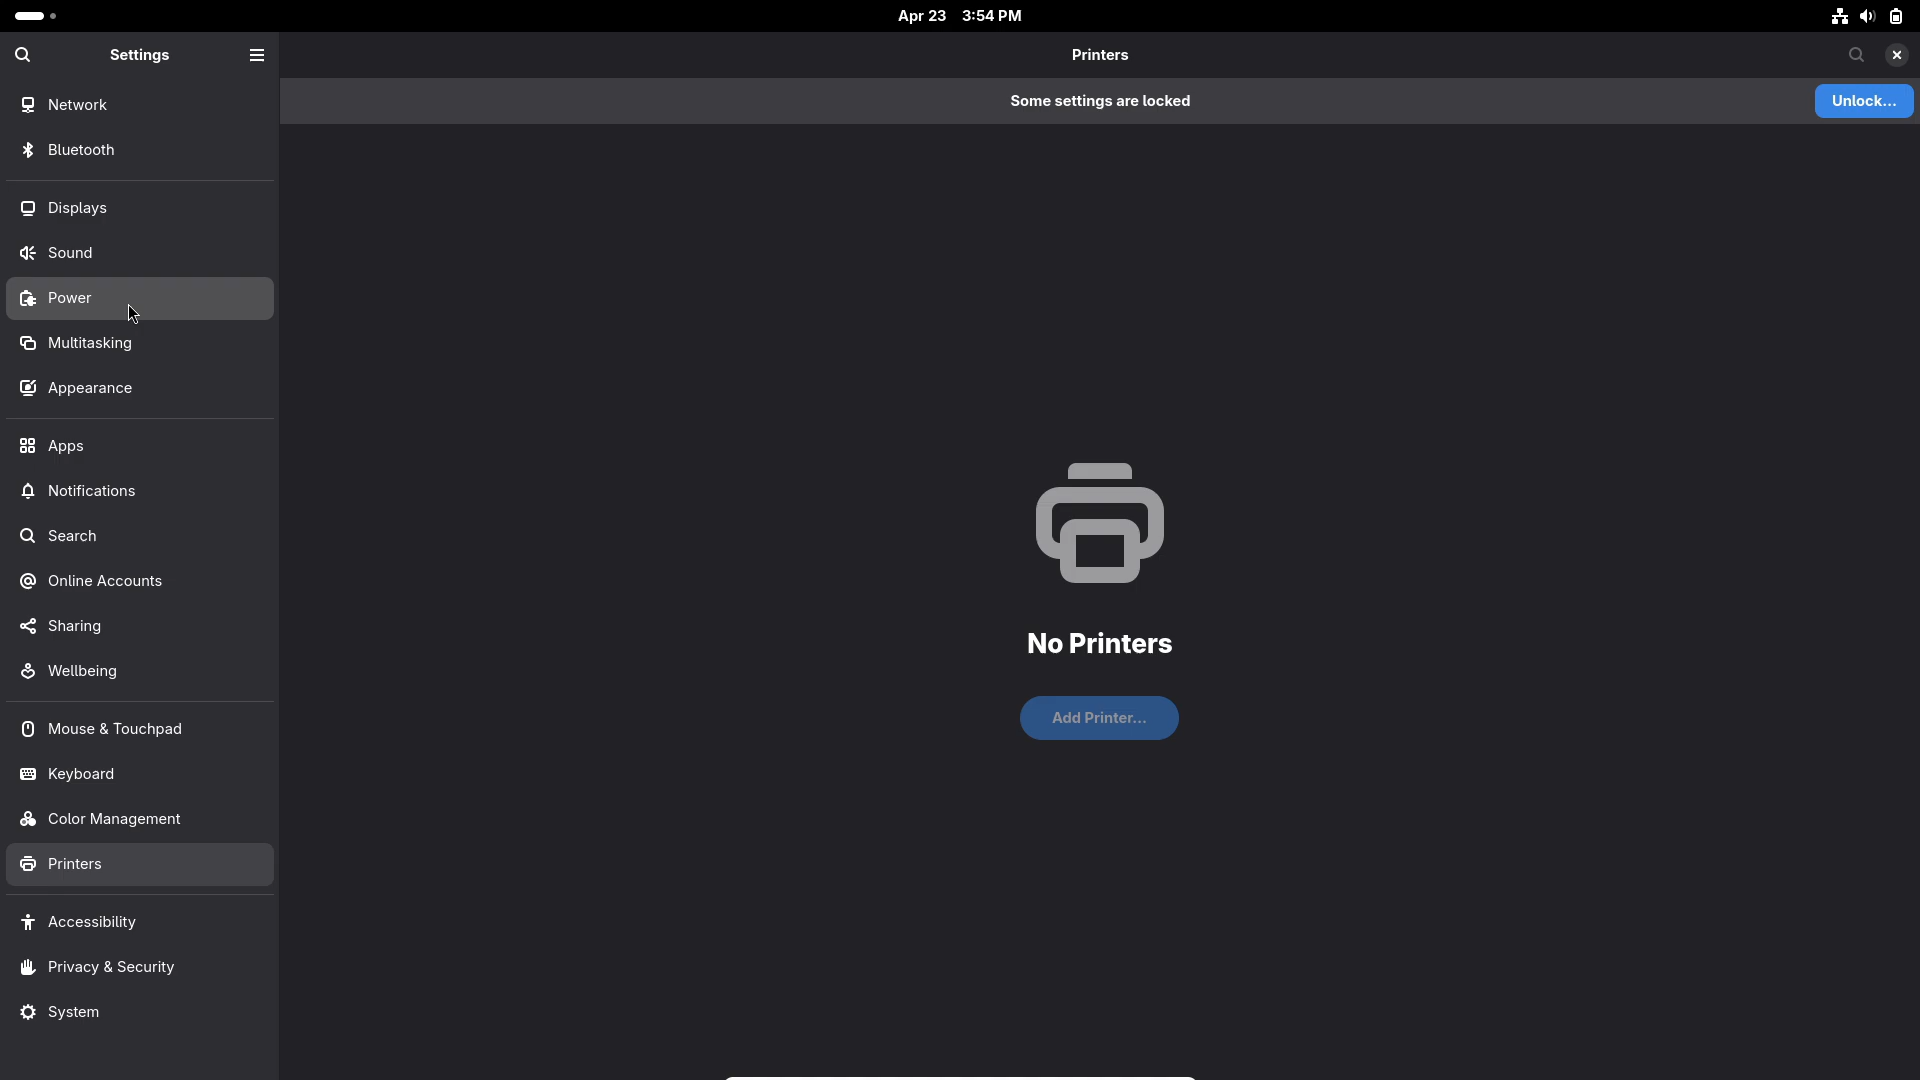 Apr 23 3:54 PM
Settings
Printers
Some settings are locked
Unlock...
Network
Bluetooth
Displays
Sound
Power
Multitasking
Appearance
Apps
Notifications
Search
Online Accounts
Sharing
Wellbeing
Mouse & Touchpad
Keyboard
Color Management
Printers
Accessibility
Privacy & Security
System
No Printers
Add Printer...